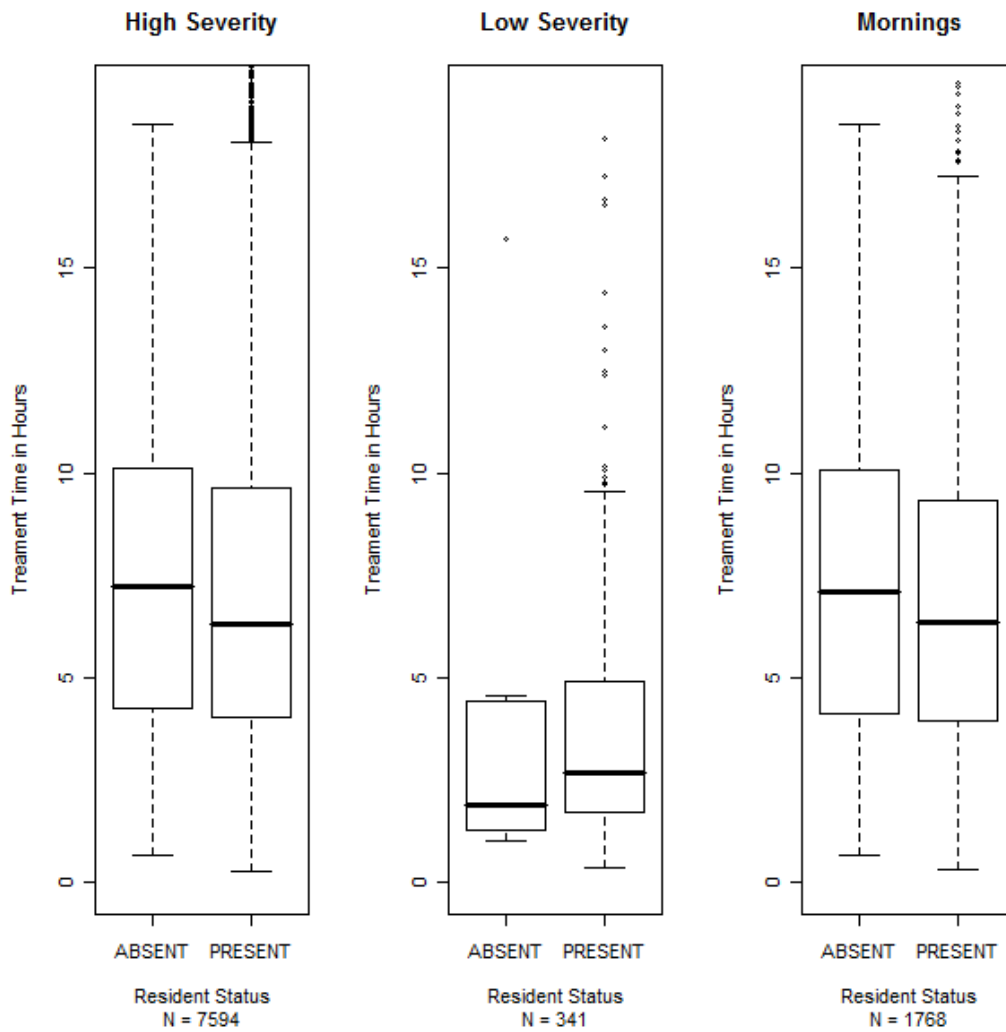 High Severity
Low Severity
Mornings
Treament Time in Hours
15
10
5
0
ABSENT PRESENT
Resident Status
N = 7594
Treament Time in Hours
15
10
5
0
ABSENT PRESENT
Resident Status
N = 341
Treament Time in Hours
15
10
5
0
ABSENT PRESENT
Resident Status
N = 1768